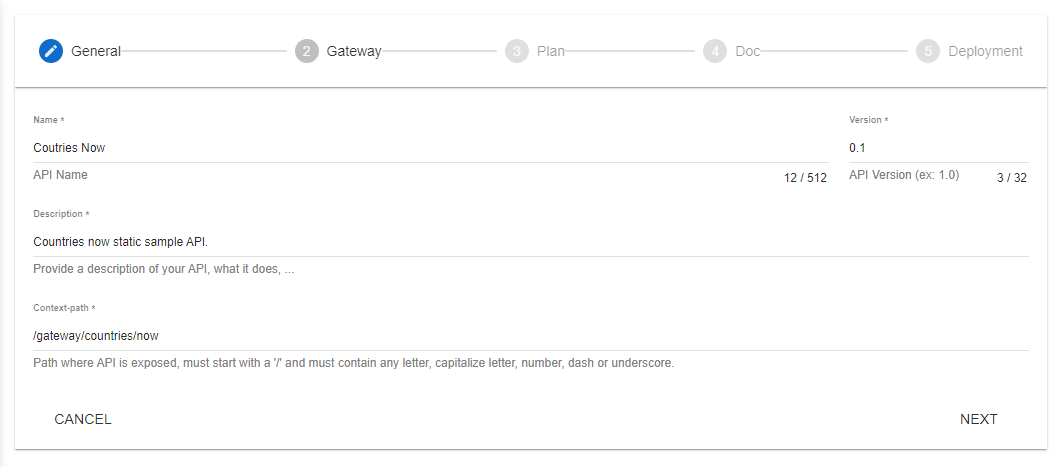 General 2 Gateway 3 Plan 4 Doc 5 Deployment
Name * Version *
Coutries Now 0.1
API Name 12 / 512 API Version (ex: 1.0) 3 / 32
Description *
Countries now static sample API.
Provide a description of your API, what it does, ...
Context-path *
/gateway/countries/now
Path where API is exposed, must start with a '/' and must contain any letter, capitalize letter, number, dash or underscore.
CANCEL NEXT